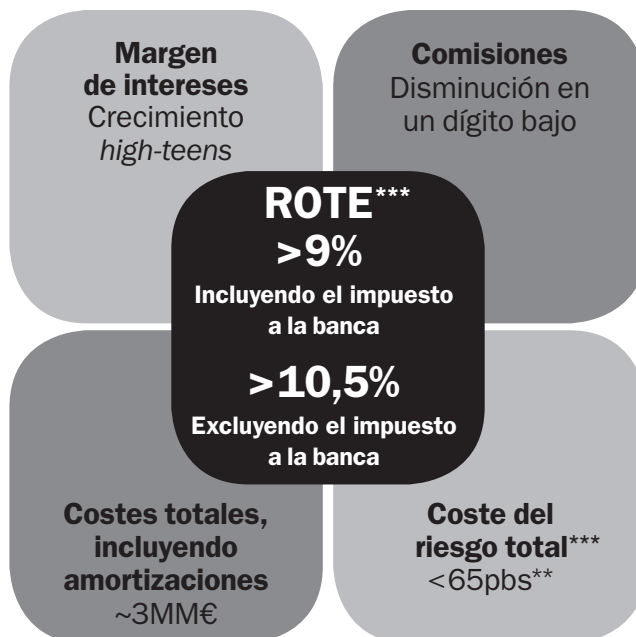 Margen
de intereses
Crecimiento
high-teens
Comisiones
Disminución en
un dígito bajo
ROTE***
>9%
Incluyendo el impuesto
a la banca
>10,5%
Excluyendo el impuesto
a la banca
Costes totales,
incluyendo
amortizaciones
~3MM€
Coste del
riesgo total***
<65pbs**